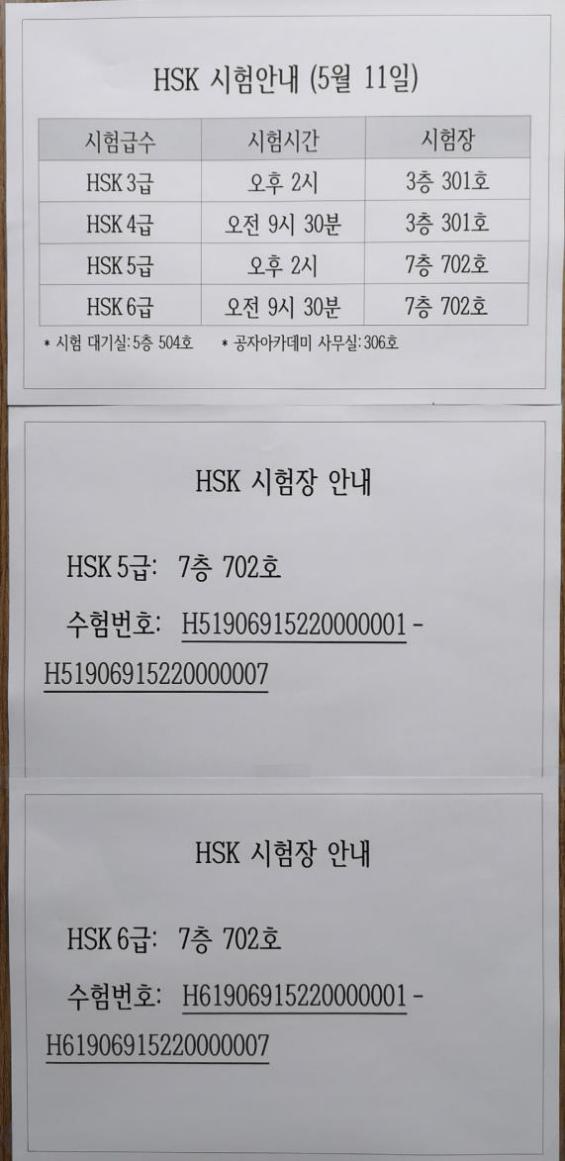 HSK 시험안내 (5월 11일)
시험급수 시험시간 시험장
HSK 3급 오후 2시 3층 301호
HSK 4급 오전 9시 30분 3층 301호
HSK 5급 오후 2시 7층 702호
HSK 6급 오전 9시 30분 7층 702호
* 시험 대기실:5층 504호 * 공자아카데미 사무실:306호
HSK 시험장 안내
HSK 5급: 7층 702호
수험번호: H51906915220000001 -
H51906915220000007
HSK 시험장 안내
HSK 6급: 7층 702호
수험번호: H61906915220000001 -
H61906915220000007